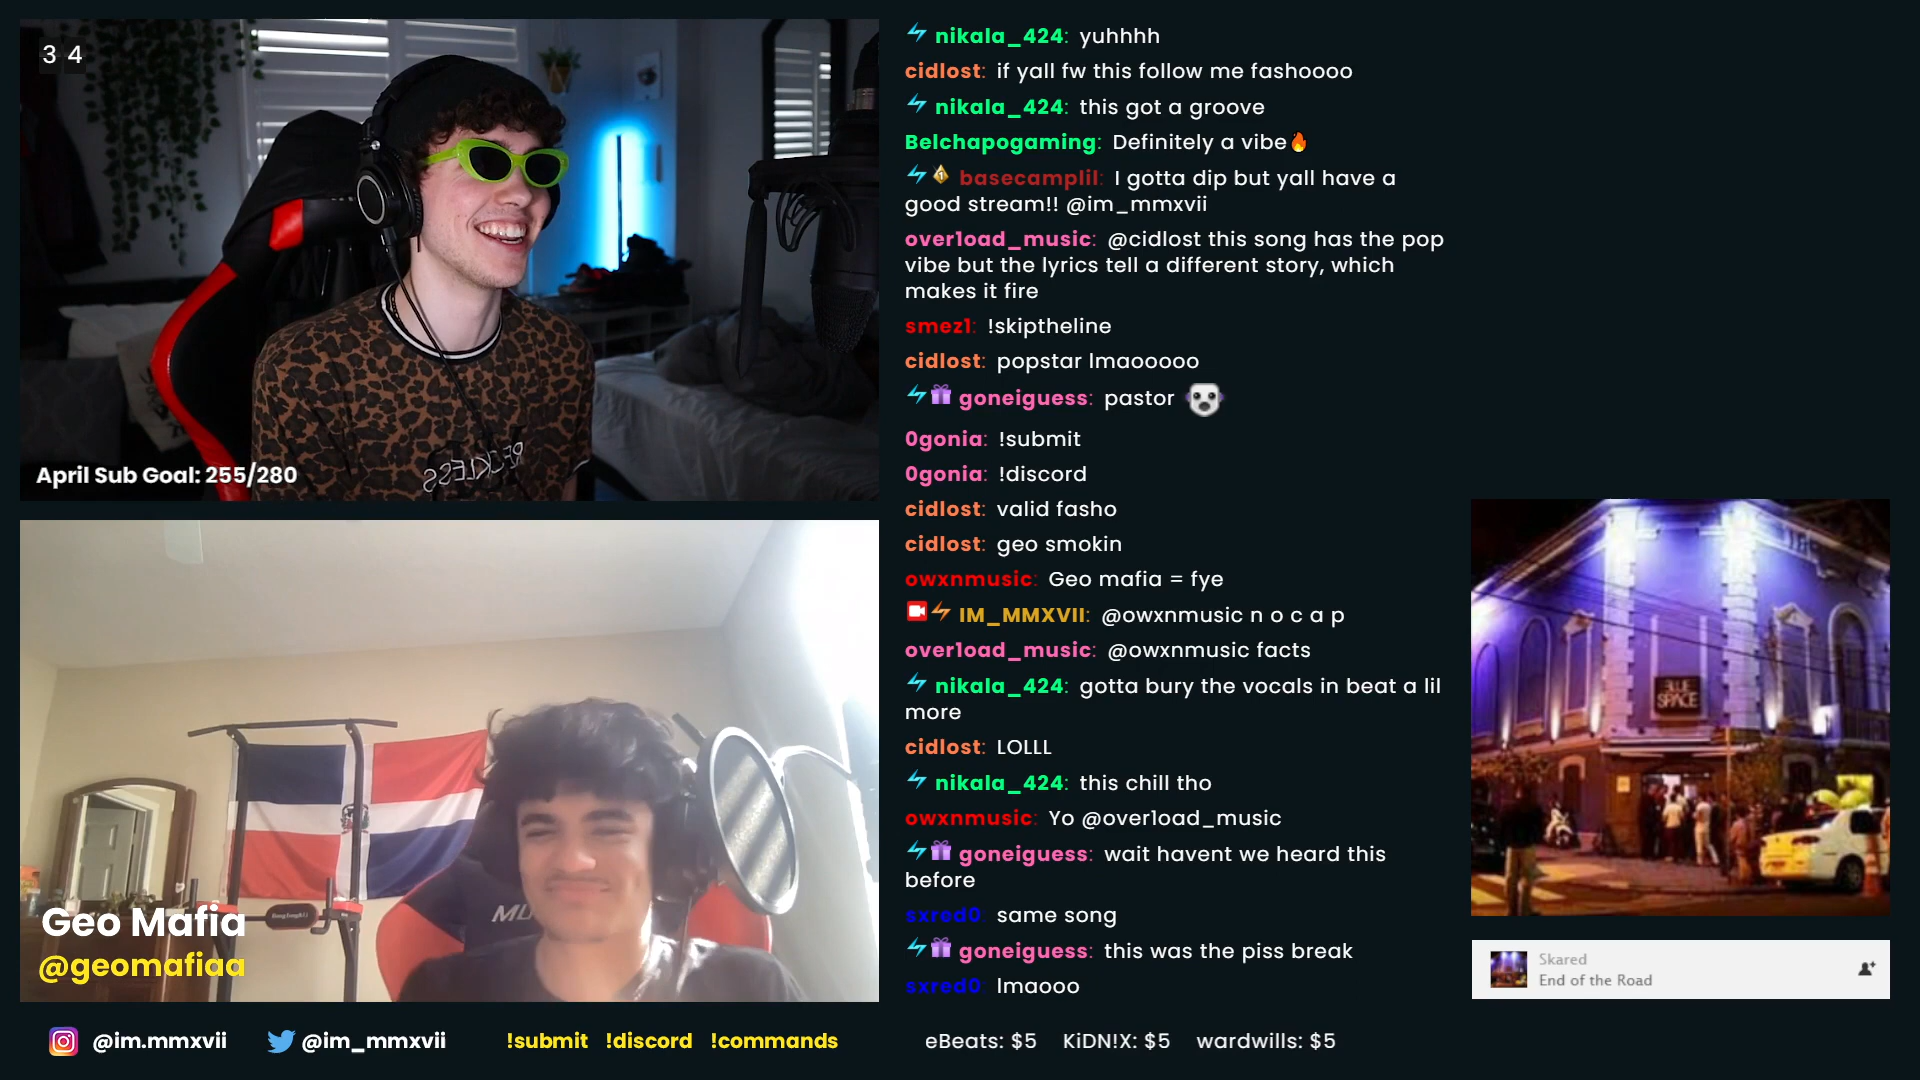 3 4
April Sub Goal: 255/280
RECKLESS
Geo Mafia
@geomafiaa
nikala_424: yuhhhh
cidlost: if yall fw this follow me fashoooo
nikala_424: this got a groove
Belchapogaming: Definitely a vibe🔥
basecamplil: I gotta dip but yall have a
good stream!! @im_mmxvii
over1oad_music: @cidlost this song has the pop
vibe but the lyrics tell a different story, which
makes it fire
smez1: !skiptheline
cidlost: popstar lmaooooo
goneiguess: pastor
0gonia: !submit
0gonia: !discord
cidlost: valid fasho
cidlost: geo smokin
owxnmusic: Geo mafia = fye
IM_MMXVII: @owxnmusic n o c a p
over1oad_music: @owxnmusic facts
nikala_424: gotta bury the vocals in beat a lil
more
cidlost: LOLLL
nikala_424: this chill tho
owxnmusic: Yo @over1oad_music
goneiguess: wait havent we heard this
before
sxred0: same song
goneiguess: this was the piss break
sxred0: lmaooo
BLUE
SPACE
Skared
End of the Road
@im.mmxvii @im_mmxvii !submit !discord !commands eBeats: $5 KiDN!X: $5 wardwills: $5